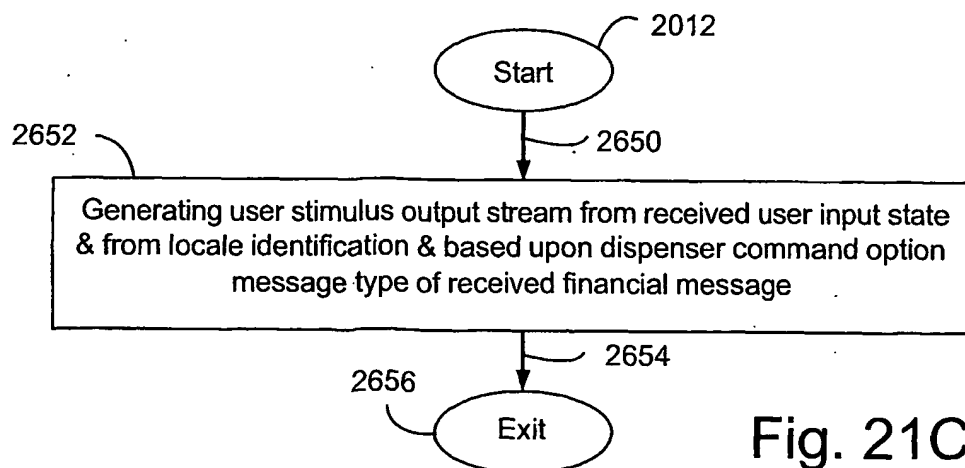 2012
Start
2650
2652
Generating user stimulus output stream from received user input state
& from locale identification & based upon dispenser command option
message type of received financial message
2654
2656
Exit
Fig. 21C